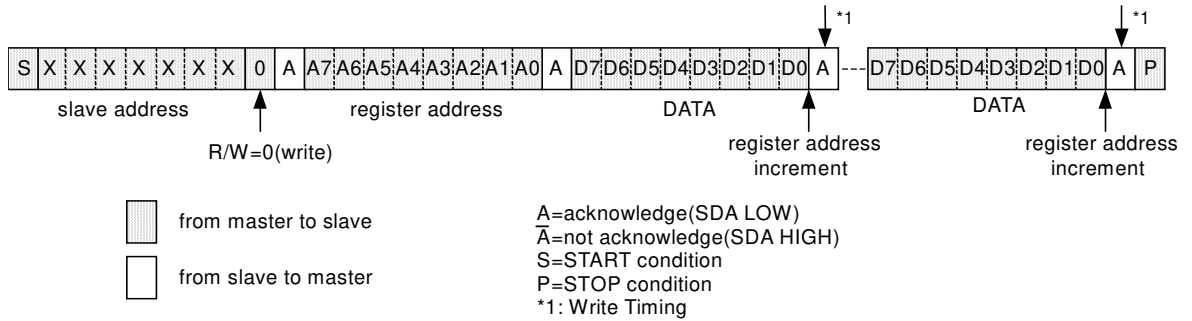 *1 *1
S X X X X X X X 0 A A7 A6 A5 A4 A3 A2 A1 A0 A D7 D6 D5 D4 D3 D2 D1 D0 A D7 D6 D5 D4 D3 D2 D1 D0 A P
slave address register address DATA DATA
R/W=0(write)
register address
increment
register address
increment
from master to slave
from slave to master
A=acknowledge(SDA LOW)
A̅=not acknowledge(SDA HIGH)
S=START condition
P=STOP condition
*1: Write Timing